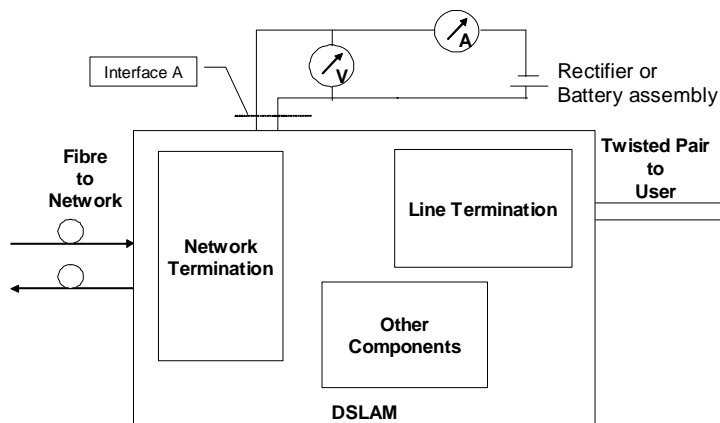 A
V
Interface A
Rectifier or
Battery assembly
Fibre
to
Network
Twisted Pair
to
User
Network
Termination
Line Termination
Other
Components
DSLAM